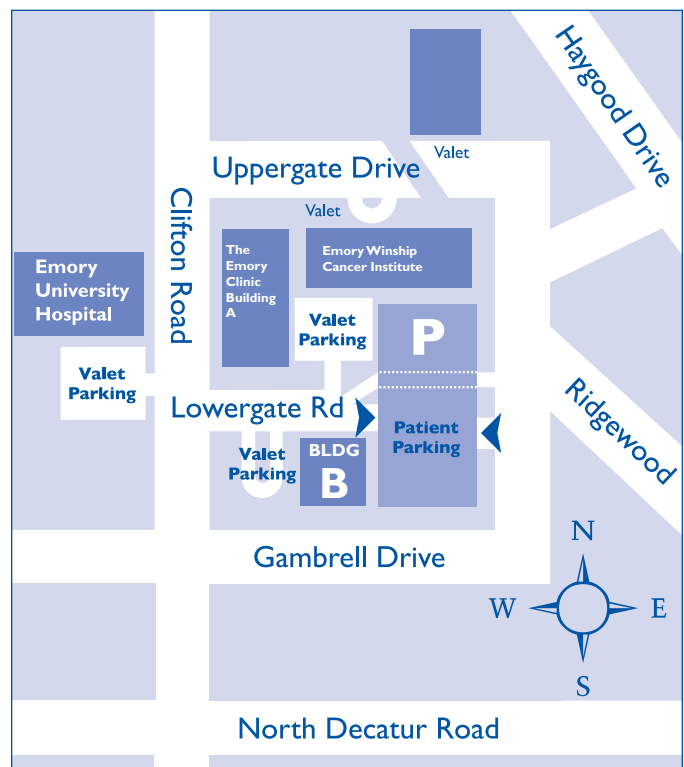 Haygood Drive
Valet
Uppergate Drive
Clifton Road
Valet
The
Emory
Clinic
Building
A
Emory Winship
Cancer Institute
Emory
University
Hospital
Valet
Parking
P
Valet
Parking
Ridgewood
Lowergate Rd
Patient
Parking
Valet
Parking
BLDG
B
Gambrell Drive
N
W
E
S
North Decatur Road